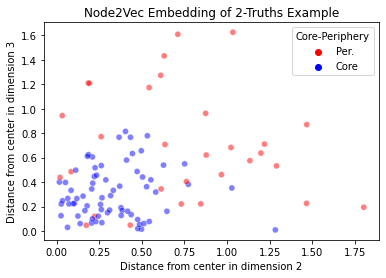 Node2Vec Embedding of 2-Truths Example
Core-Periphery
Per.
Core
Distance from center in dimension 3
1.6
1.4
1.2
1.0
0.8
0.6
0.4
0.2
0.0
0.00 0.25 0.50 0.75 1.00 1.25 1.50 1.75
Distance from center in dimension 2